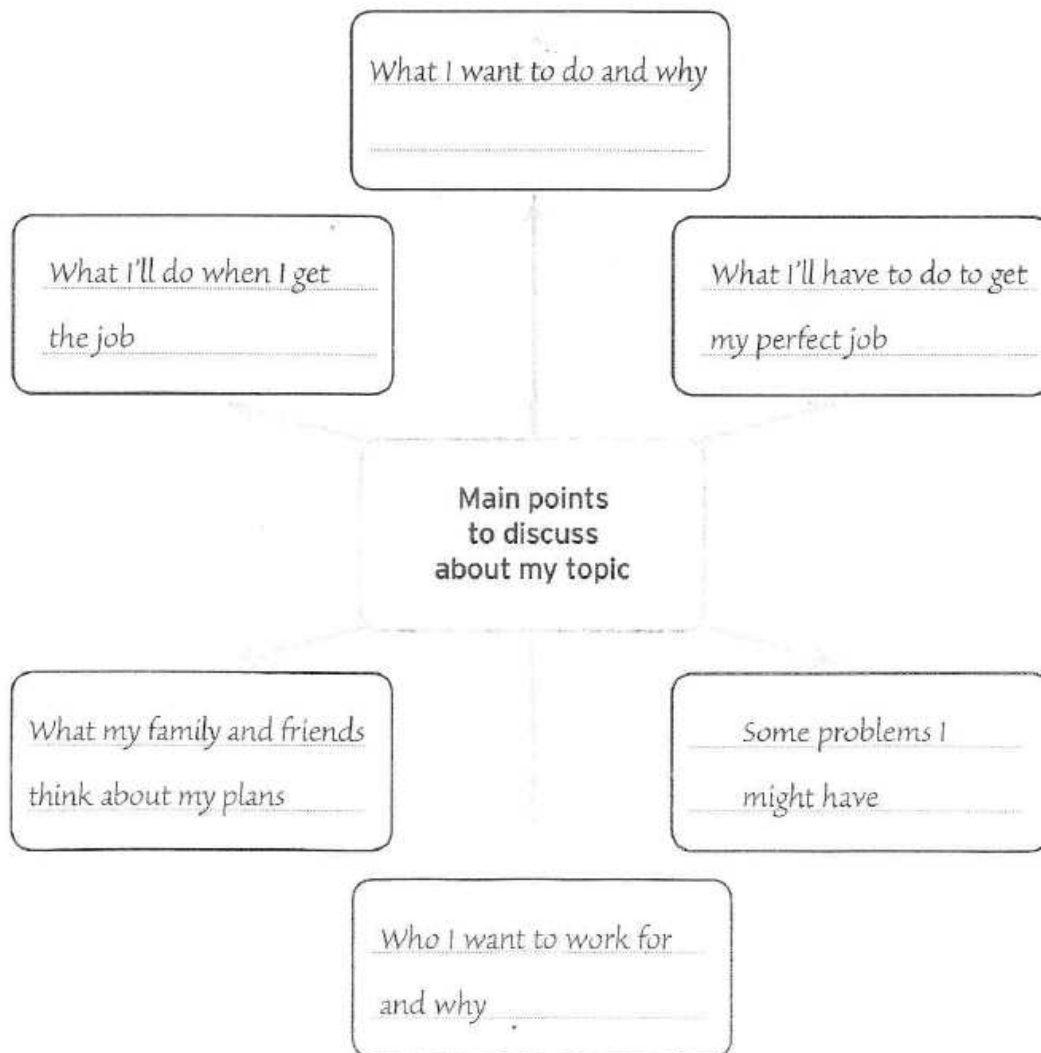 What I want to do and why
What I'll do when I get
the job
What I'll have to do to get
my perfect job
Main points
to discuss
about my topic
What my family and friends
think about my plans
Some problems I
might have
Who I want to work for
and why